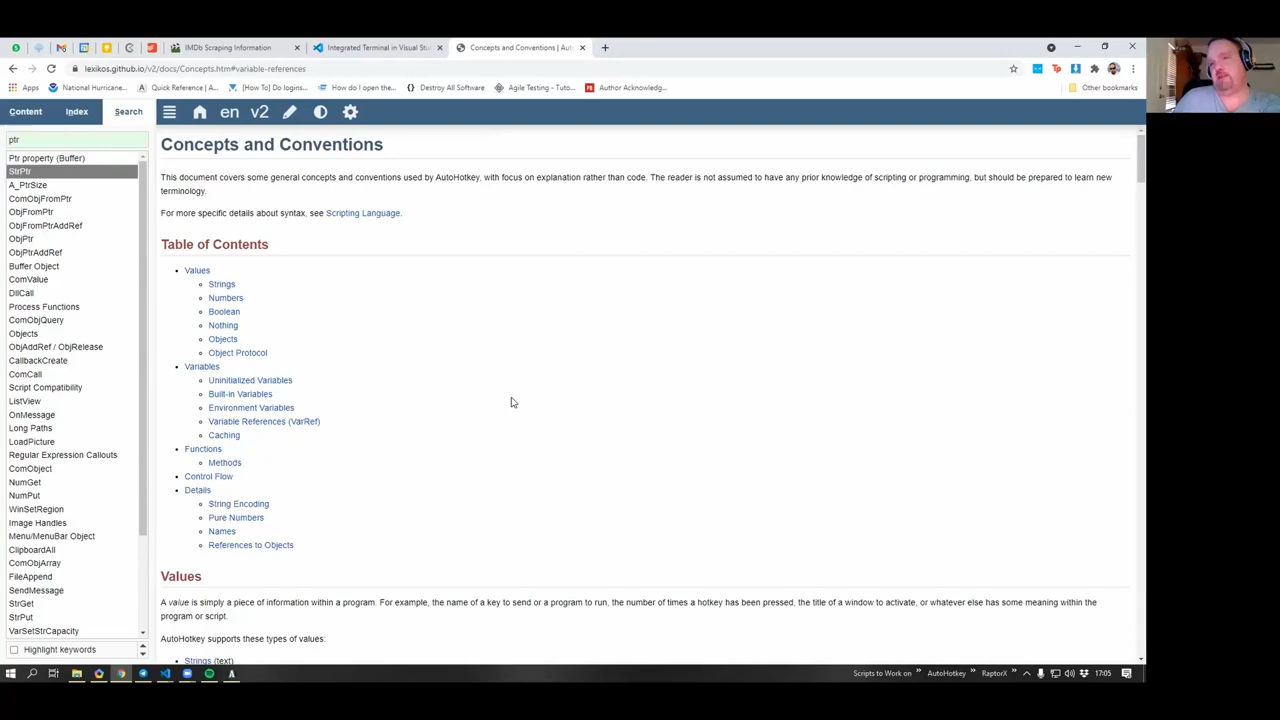 IMDb Scraping Information
Integrated Terminal in Visual Stu
Concepts and Conventions | Aut
lexikos.github.io/v2/docs/Concepts.htm#variable-references
Apps
National Hurricane...
Quick Reference | A...
[How To] Do logins...
How do I open the...
Destroy All Software
Agile Testing - Tuto...
Author Acknowledg...
Other bookmarks
Content
Index
Search
en
v2
ptr
Ptr property (Buffer)
StrPtr
A_PtrSize
ComObjFromPtr
ObjFromPtr
ObjFromPtrAddRef
ObjPtr
ObjPtrAddRef
Buffer Object
ComValue
DllCall
Process Functions
ComObjQuery
Objects
ObjAddRef / ObjRelease
CallbackCreate
ComCall
Script Compatibility
ListView
OnMessage
Long Paths
LoadPicture
Regular Expression Callouts
ComObject
NumGet
NumPut
WinSetRegion
Image Handles
Menu/MenuBar Object
ClipboardAll
ComObjArray
FileAppend
SendMessage
StrGet
StrPut
VarSetStrCapacity
Highlight keywords
Concepts and Conventions
This document covers some general concepts and conventions used by AutoHotkey, with focus on explanation rather than code. The reader is not assumed to have any prior knowledge of scripting or programming, but should be prepared to learn new
terminology.
For more specific details about syntax, see Scripting Language.
Table of Contents
Values
Strings
Numbers
Boolean
Nothing
Objects
Object Protocol
Variables
Uninitialized Variables
Built-in Variables
Environment Variables
Variable References (VarRef)
Caching
Functions
Methods
Control Flow
Details
String Encoding
Pure Numbers
Names
References to Objects
Values
A value is simply a piece of information within a program. For example, the name of a key to send or a program to run, the number of times a hotkey has been pressed, the title of a window to activate, or whatever else has some meaning within the
program or script.
AutoHotkey supports these types of values:
Strings (text)
Scripts to Work on
AutoHotkey
RaptorX
17:05